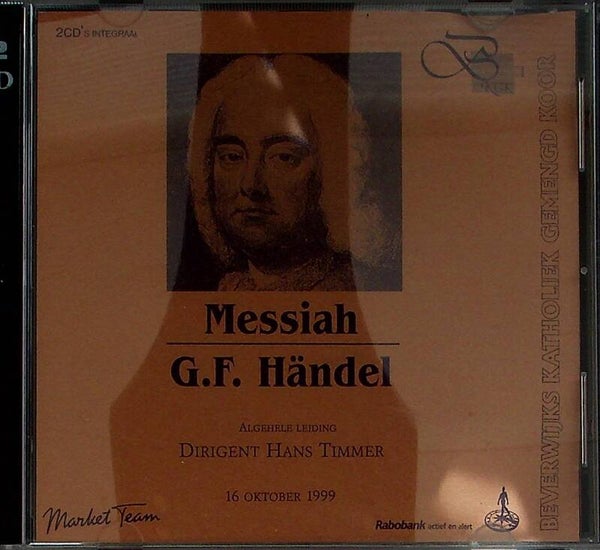 2CD's INTEGRAAL
Messiah
G.F. Händel
ALGEHELE LEIDING
DIRIGENT HANS TIMMER
16 OKTOBER 1999
Market Team
Rabobank actief en alert
BEVERWIJKS KATHOLIEK GEMENGD KOOR